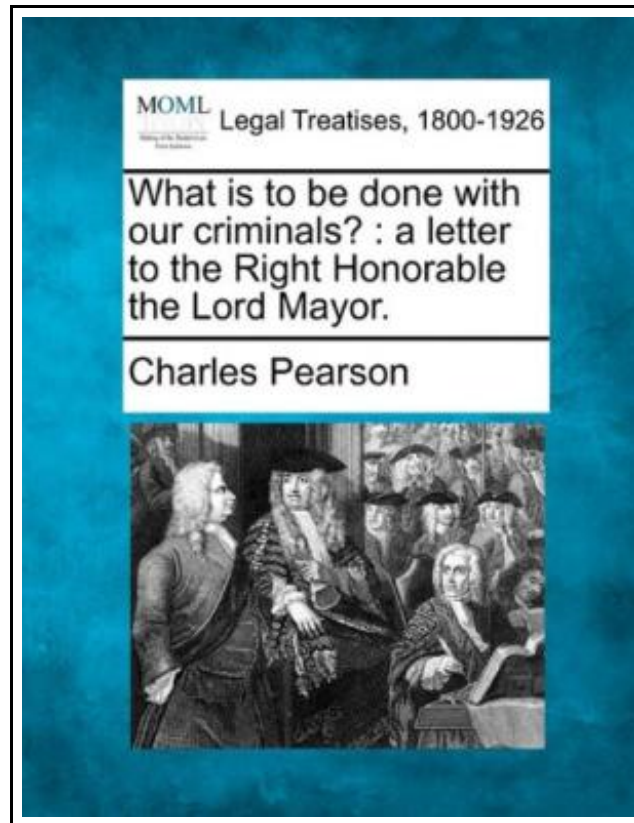 MOML
Legal Treatises, 1800-1926
What is to be done with
our criminals? : a letter
to the Right Honorable
the Lord Mayor.
Charles Pearson